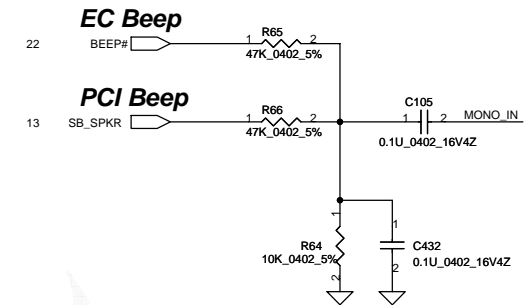 EC Beep
22 BEEP# 1 R65 2
47K_0402_5%
PCI Beep
13 SB_SPKR 1 R66 2
47K_0402_5%
C105
1 2 MONO_IN
0.1U_0402_16V4Z
1
R64
10K_0402_5%
2
1
C432
0.1U_0402_16V4Z
2